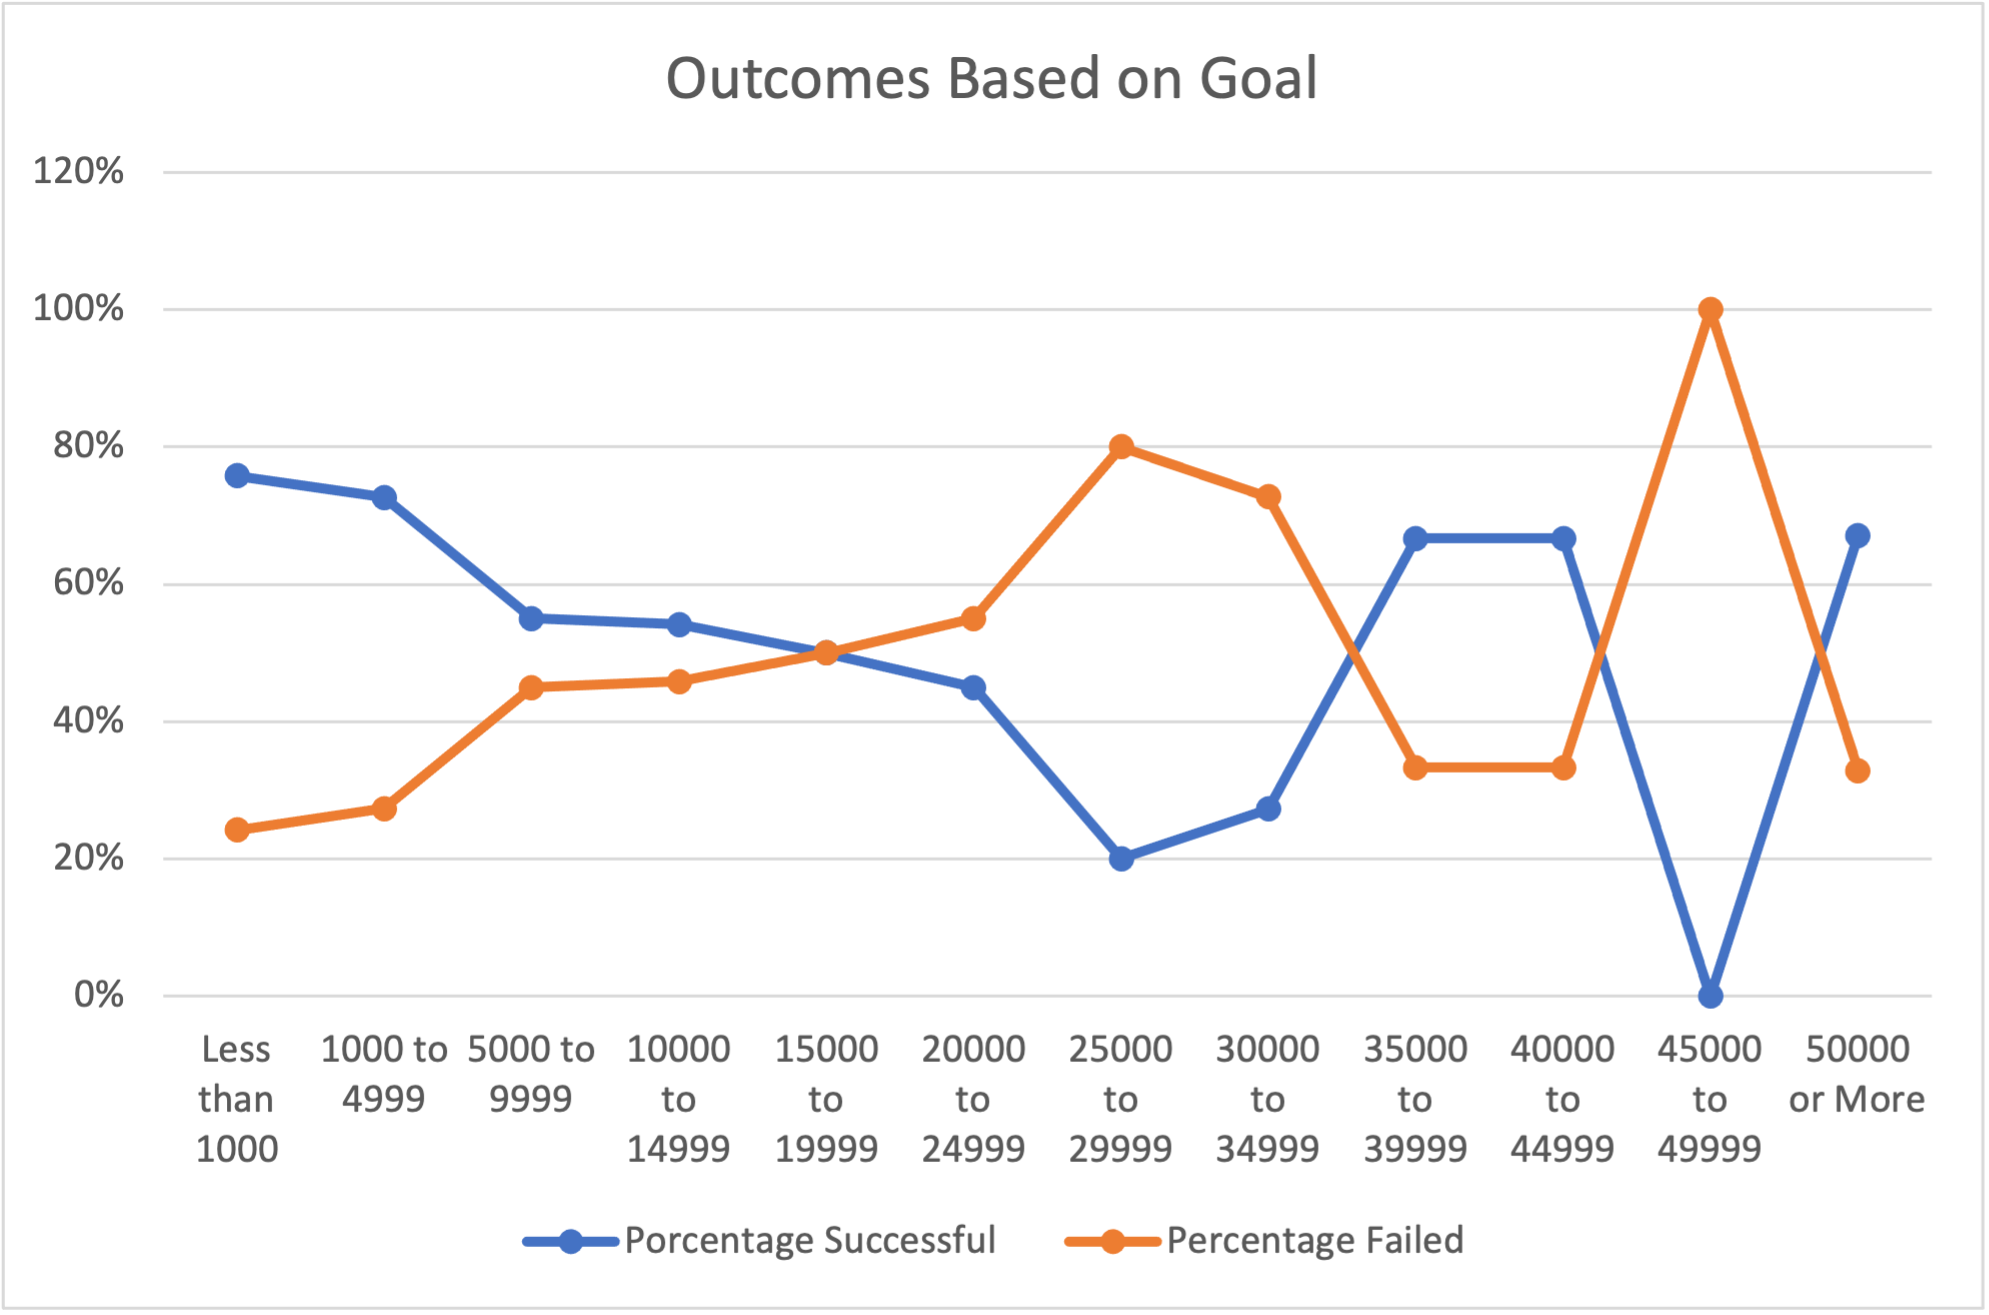 Outcomes Based on Goal
120%
100%
80%
60%
40%
20%
0%
Less
than
1000
1000 to
4999
5000 to
9999
10000
to
14999
15000
to
19999
20000
to
24999
25000
to
29999
30000
to
34999
35000
to
39999
40000
to
44999
45000
to
49999
50000
or More
Porcentage Successful
Percentage Failed